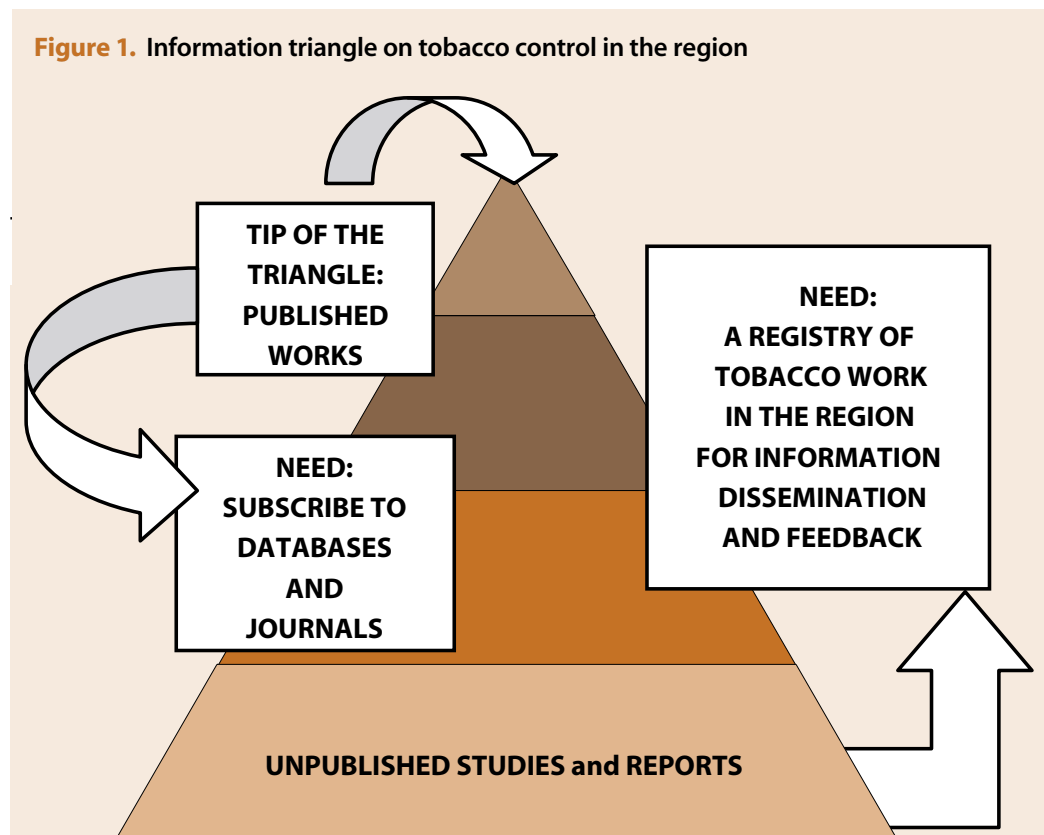 Figure 1. Information triangle on tobacco control in the region
TIP OF THE
TRIANGLE:
PUBLISHED
WORKS
NEED:
SUBSCRIBE TO
DATABASES
AND
JOURNALS
NEED:
A REGISTRY OF
TOBACCO WORK
IN THE REGION
FOR INFORMATION
DISSEMINATION
AND FEEDBACK
UNPUBLISHED STUDIES and REPORTS